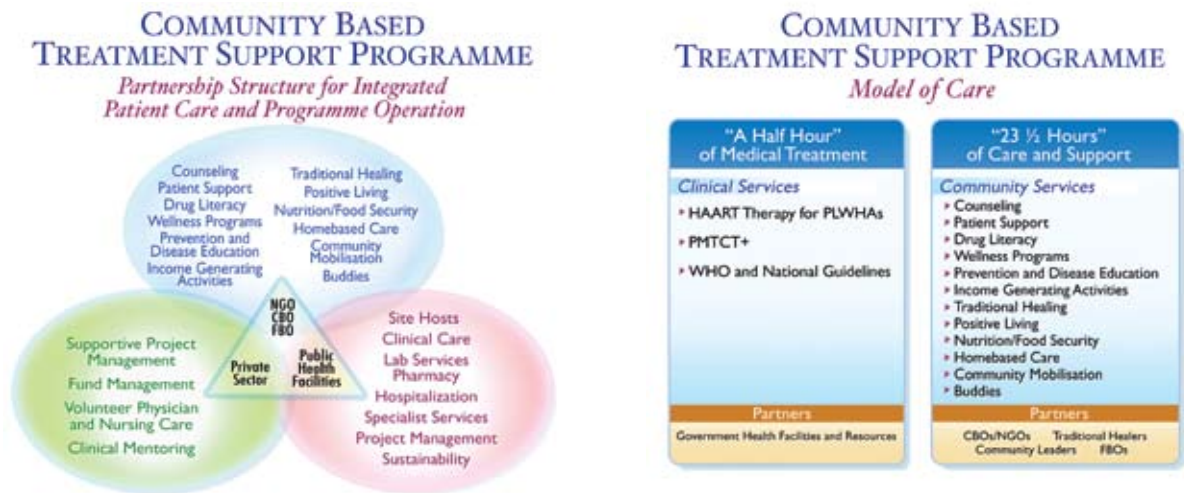 COMMUNITY BASED
TREATMENT SUPPORT PROGRAMME
Partnership Structure for Integrated
Patient Care and Programme Operation
Counseling
Patient Support
Drug Literacy
Wellness Programs
Prevention and
Disease Education
Income Generating
Activities
Traditional Healing
Positive Living
Nutrition/Food Security
Homebased Care
Community
Mobilisation
Buddies
NGO
CBO
FBO
Private
Sector
Public
Health
Facilities
Supportive Project
Management
Fund Management
Volunteer Physician
and Nursing Care
Clinical Mentoring
Site Hosts
Clinical Care
Lab Services
Pharmacy
Hospitalization
Specialist Services
Project Management
Sustainability
COMMUNITY BASED
TREATMENT SUPPORT PROGRAMME
Model of Care
"A Half Hour"
of Medical Treatment
Clinical Services
HAART Therapy for PLWHAs
PMTCT+
WHO and National Guidelines
Partners
Government Health Facilities and Resources
"23 ½ Hours"
of Care and Support
Community Services
Counseling
Patient Support
Drug Literacy
Wellness Programs
Prevention and Disease Education
Income Generating Activities
Traditional Healing
Positive Living
Nutrition/Food Security
Homebased Care
Community Mobilisation
Buddies
Partners
CBOs/NGOs Traditional Healers
Community Leaders FBOs